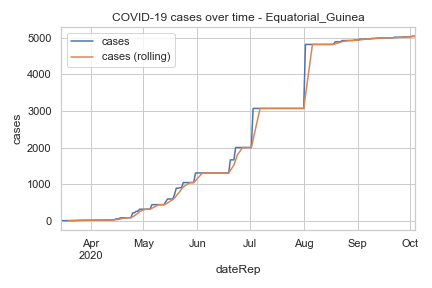 COVID-19 cases over time - Equatorial_Guinea
cases
cases (rolling)
5000
4000
3000
2000
1000
0
cases
Apr
2020
May
Jun
Jul
Aug
Sep
Oct
dateRep